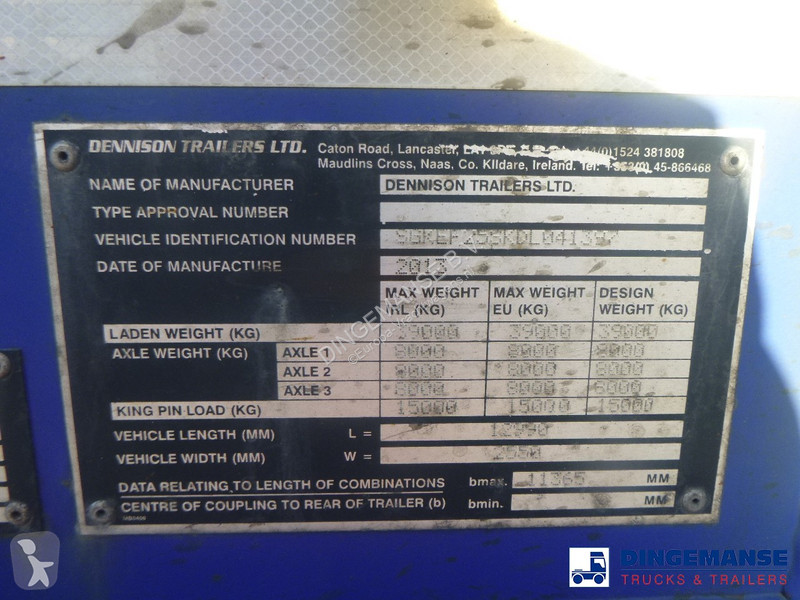 DENNISON TRAILERS LTD. Caton Road, Lancaster, 1524 381808
Maudlins Cross, Naas, Co. Kildare, Ireland. Tel: 45-866468
NAME OF MANUFACTURER DENNISON TRAILERS LTD.
TYPE APPROVAL NUMBER
VEHICLE IDENTIFICATION NUMBER
DATE OF MANUFACTURE 2013
MAX WEIGHT IRL (KG) MAX WEIGHT EU (KG) DESIGN WEIGHT (KG)
LADEN WEIGHT (KG) 39000 39000 39000
AXLE WEIGHT (KG) AXLE 1 8000 8000 8000
AXLE 2 8000 8000 8000
AXLE 3 8000 8000 8000
KING PIN LOAD (KG) 15000 15000 15000
VEHICLE LENGTH (MM) L = 12990
VEHICLE WIDTH (MM) W = 2550
DATA RELATING TO LENGTH OF COMBINATIONS bmax. 11365 MM
CENTRE OF COUPLING TO REAR OF TRAILER (b) bmin. MM
DINGEMANSE B.V.
DINGEMANSE
TRUCKS & TRAILERS